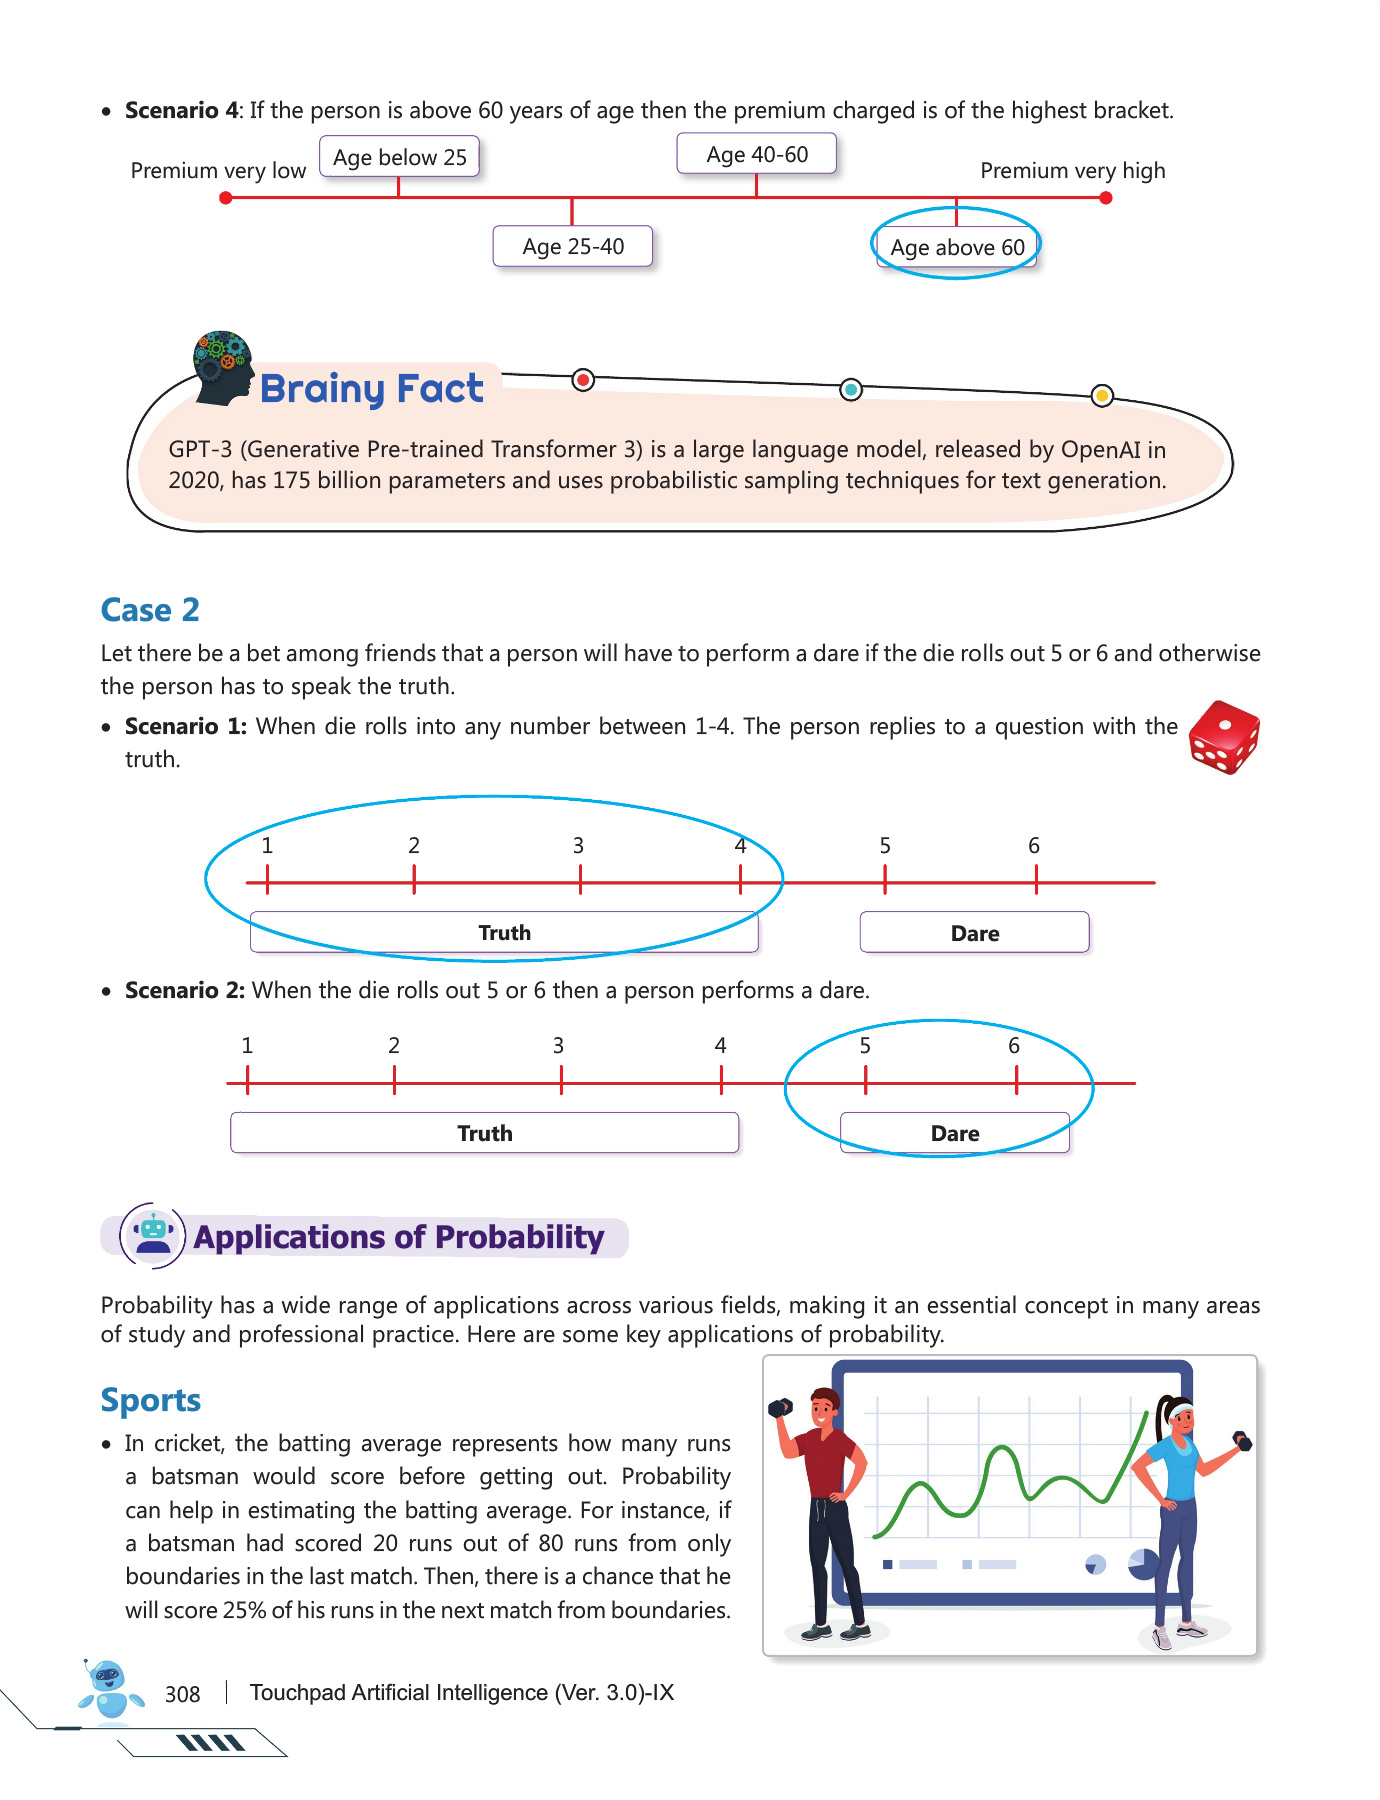 • Scenario 4: If the person is above 60 years of age then the premium charged is of the highest bracket.
Premium very low
Age below 25
Age 40-60
Premium very high
Age 25-40
Age above 60
Brainy Fact
GPT-3 (Generative Pre-trained Transformer 3) is a large language model, released by OpenAI in
2020, has 175 billion parameters and uses probabilistic sampling techniques for text generation.
Case 2
Let there be a bet among friends that a person will have to perform a dare if the die rolls out 5 or 6 and otherwise
the person has to speak the truth.
• Scenario 1: When die rolls into any number between 1-4. The person replies to a question with the
truth.
1 2 3 4 5 6
Truth Dare
• Scenario 2: When the die rolls out 5 or 6 then a person performs a dare.
1 2 3 4 5 6
Truth Dare
Applications of Probability
Probability has a wide range of applications across various fields, making it an essential concept in many areas
of study and professional practice. Here are some key applications of probability.
Sports
• In cricket, the batting average represents how many runs
a batsman would score before getting out. Probability
can help in estimating the batting average. For instance, if
a batsman had scored 20 runs out of 80 runs from only
boundaries in the last match. Then, there is a chance that he
will score 25% of his runs in the next match from boundaries.
308 | Touchpad Artificial Intelligence (Ver. 3.0)-IX